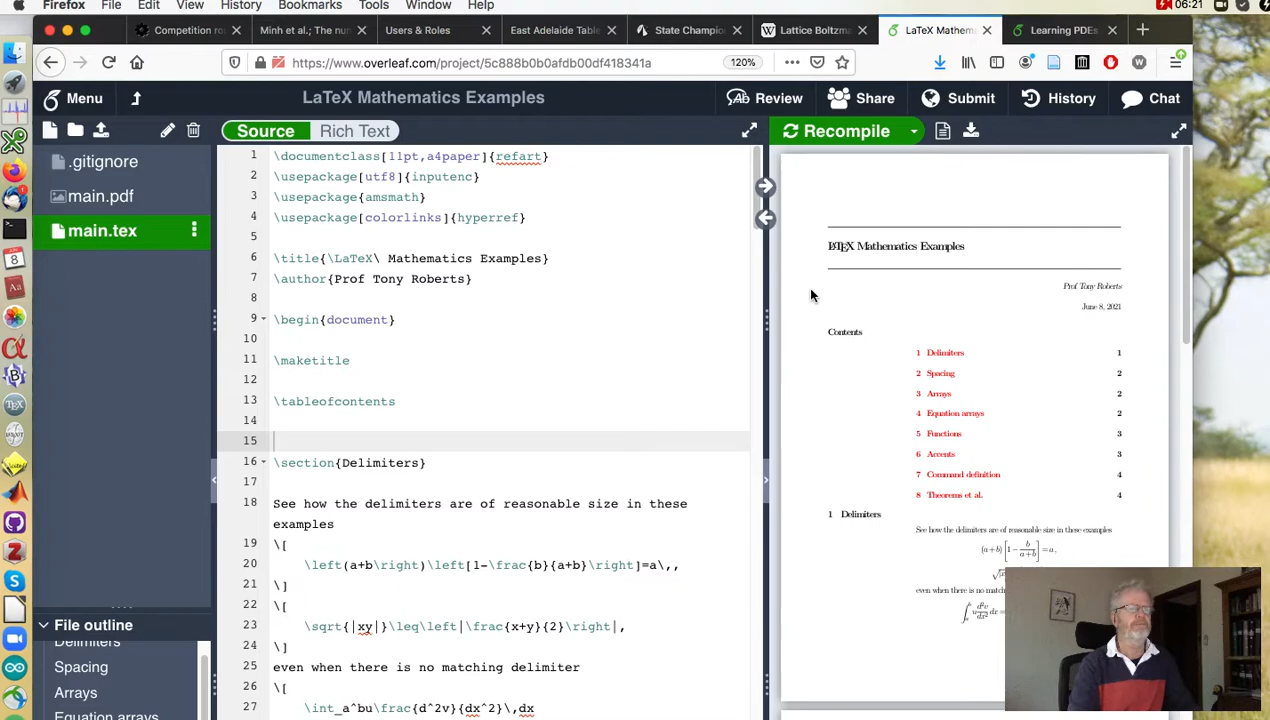 Firefox File Edit View History Bookmarks Tools Window Help 06:21
Competition ro Minh et al.; The nu Users & Roles East Adelaide Table State Champio Lattice Boltzma LaTeX Mathema Learning PDEs
https://www.overleaf.com/project/5c888b0b0afdb00df418341a 120%
Menu LaTeX Mathematics Examples Review Share Submit History Chat
Source Rich Text Recompile
.gitignore
main.pdf
main.tex
File outline
Delimiters
Spacing
Arrays
Equation arrays
1 \documentclass[11pt,a4paper]{refart}
2 \usepackage[utf8]{inputenc}
3 \usepackage{amsmath}
4 \usepackage[colorlinks]{hyperref}
5
6 \title{\LaTeX\ Mathematics Examples}
7 \author{Prof Tony Roberts}
8
9 \begin{document}
10
11 \maketitle
12
13 \tableofcontents
14
15
16 \section{Delimiters}
17
18 See how the delimiters are of reasonable size in these
examples
19 \[
20 \left(a+b\right)\left[1-\frac{b}{a+b}\right]=a\,,
21 \]
22 \[
23 \sqrt{|xy|}\leq\left|\frac{x+y}{2}\right|,
24 \]
25 even when there is no matching delimiter
26 \[
27 \int_a^bu\frac{d^2v}{dx^2}\,dx
LATEX Mathematics Examples
Prof Tony Roberts
June 8, 2021
Contents
1 Delimiters 1
2 Spacing 2
3 Arrays 2
4 Equation arrays 2
5 Functions 3
6 Accents 3
7 Command definition 4
8 Theorems et al. 4
1 Delimiters
See how the delimiters are of reasonable size in these examples
(a+b)[1−b/(a+b)]=a,
even when there is no matc